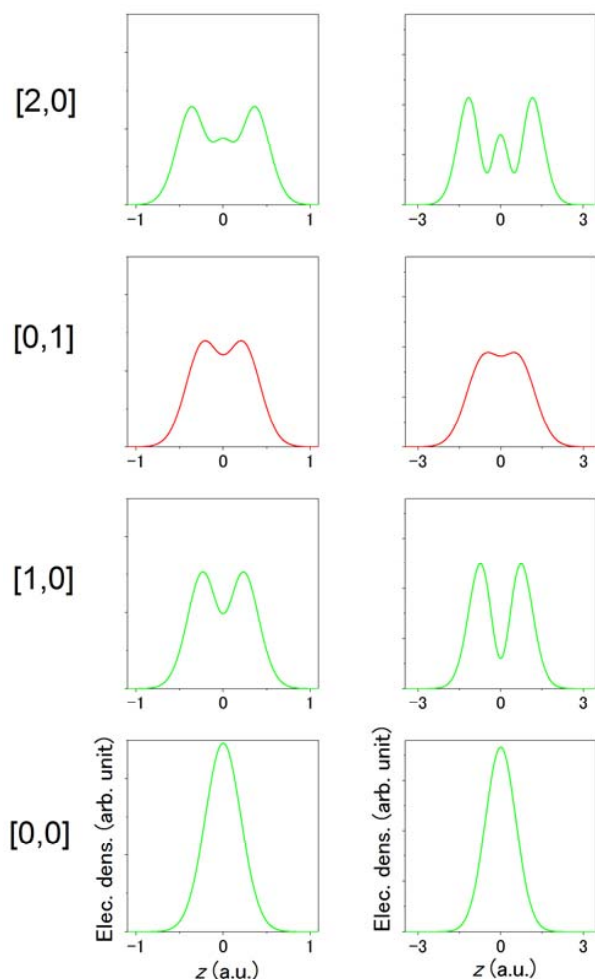 [2,0]
-1 0 1
-3 0 3
[0,1]
-1 0 1
-3 0 3
[1,0]
-1 0 1
-3 0 3
[0,0]
Elec. dens. (arb. unit)
-1 0 1
z (a.u.)
Elec. dens. (arb. unit)
-3 0 3
z (a.u.)